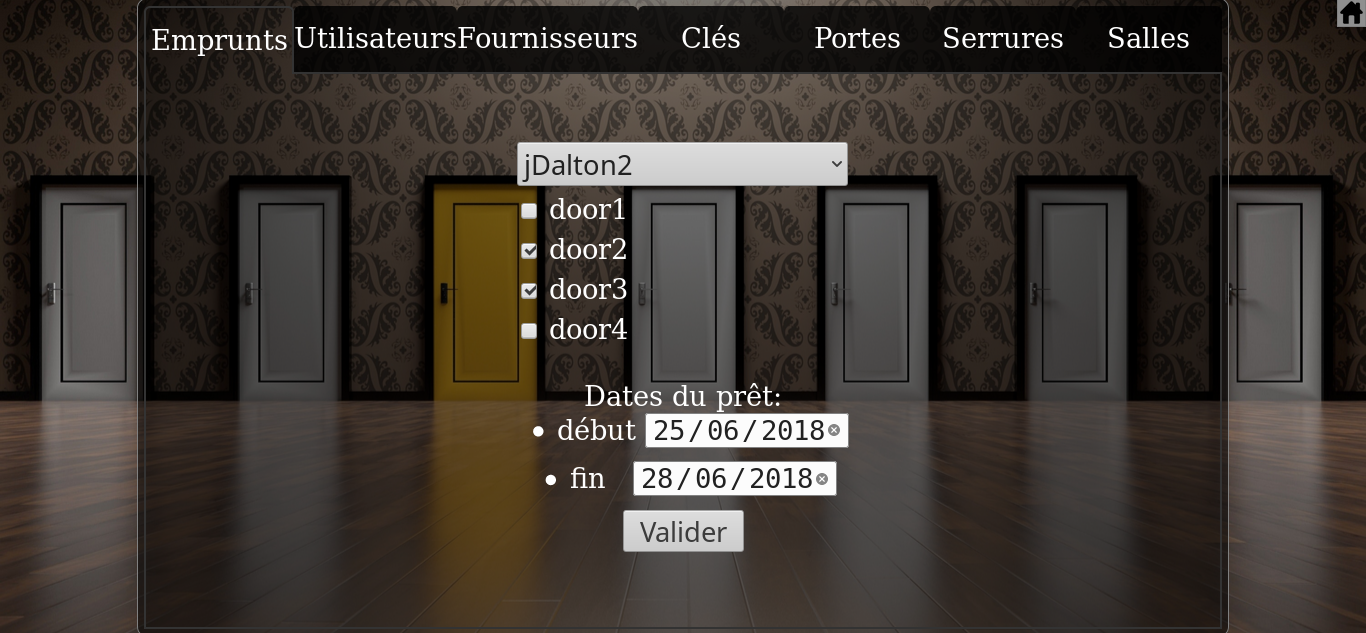 Emprunts Utilisateurs Fournisseurs Clés Portes Serrures Salles
jDalton2
door1
door2
door3
door4
Dates du prêt:
début 25/06/2018
fin 28/06/2018
Valider